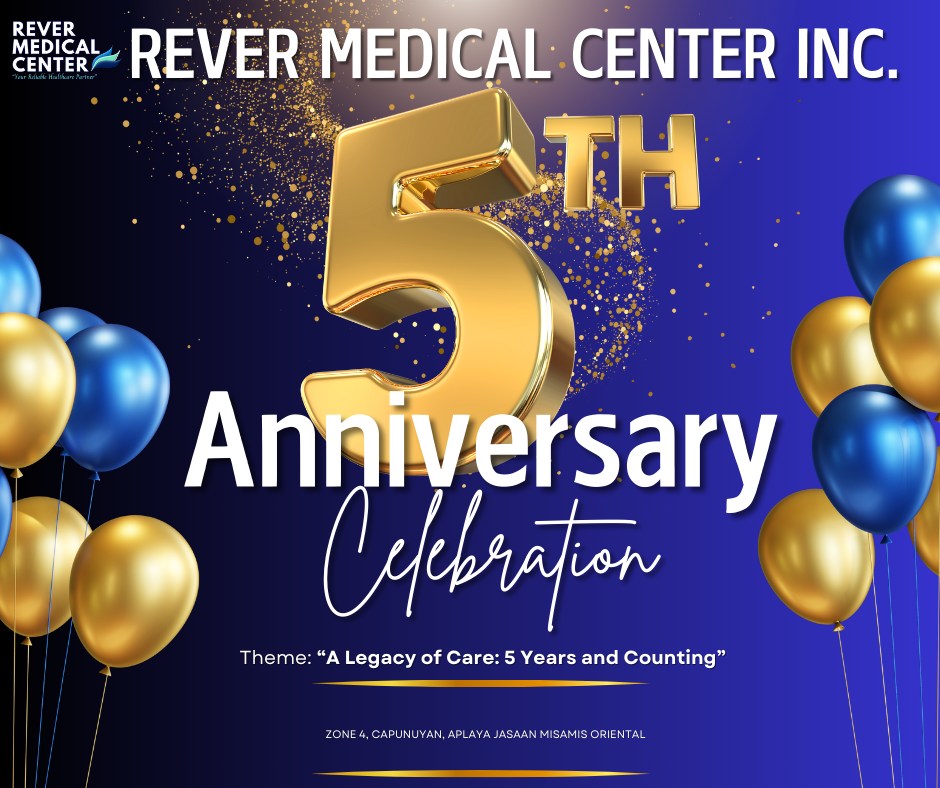 REVER
MEDICAL
CENTER
"Your Reliable Healthcare Partner"
REVER MEDICAL CENTER INC.
5TH
Anniversary
Celebration
Theme: “A Legacy of Care: 5 Years and Counting”
ZONE 4, CAPUNUYAN, APLAYA JASAAN MISAMIS ORIENTAL